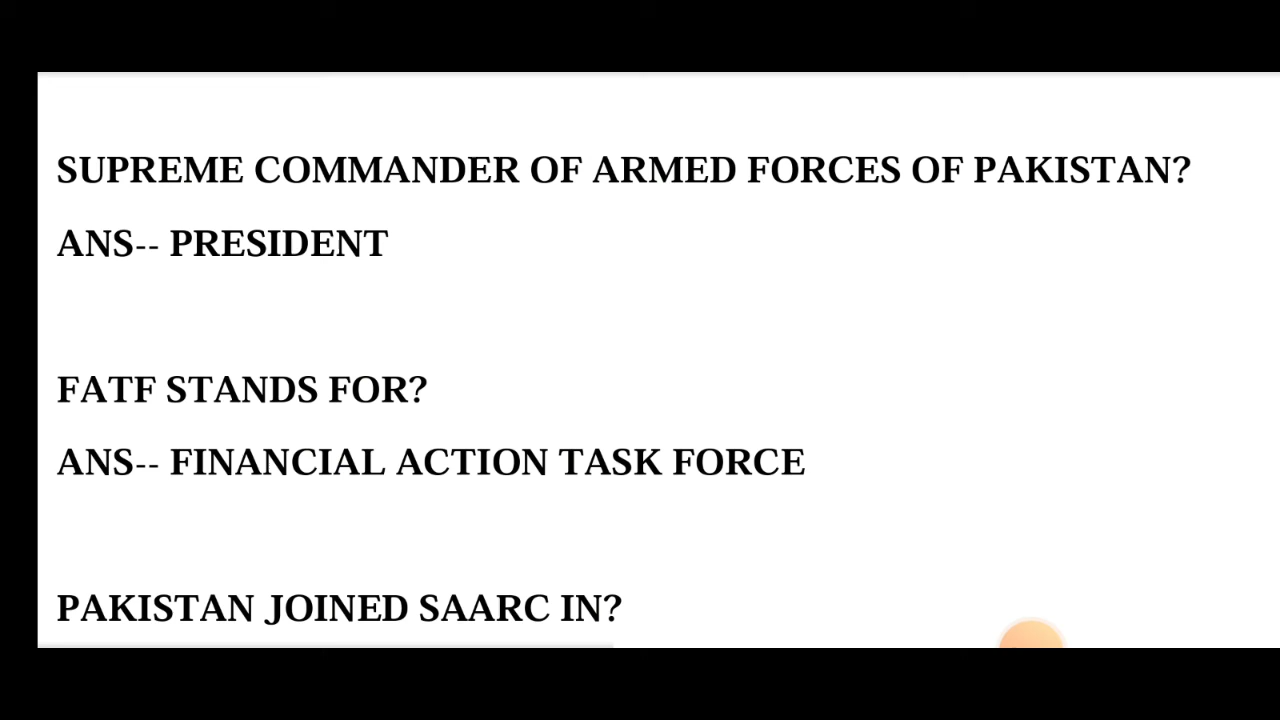 SUPREME COMMANDER OF ARMED FORCES OF PAKISTAN?
ANS-- PRESIDENT
FATF STANDS FOR?
ANS-- FINANCIAL ACTION TASK FORCE
PAKISTAN JOINED SAARC IN?